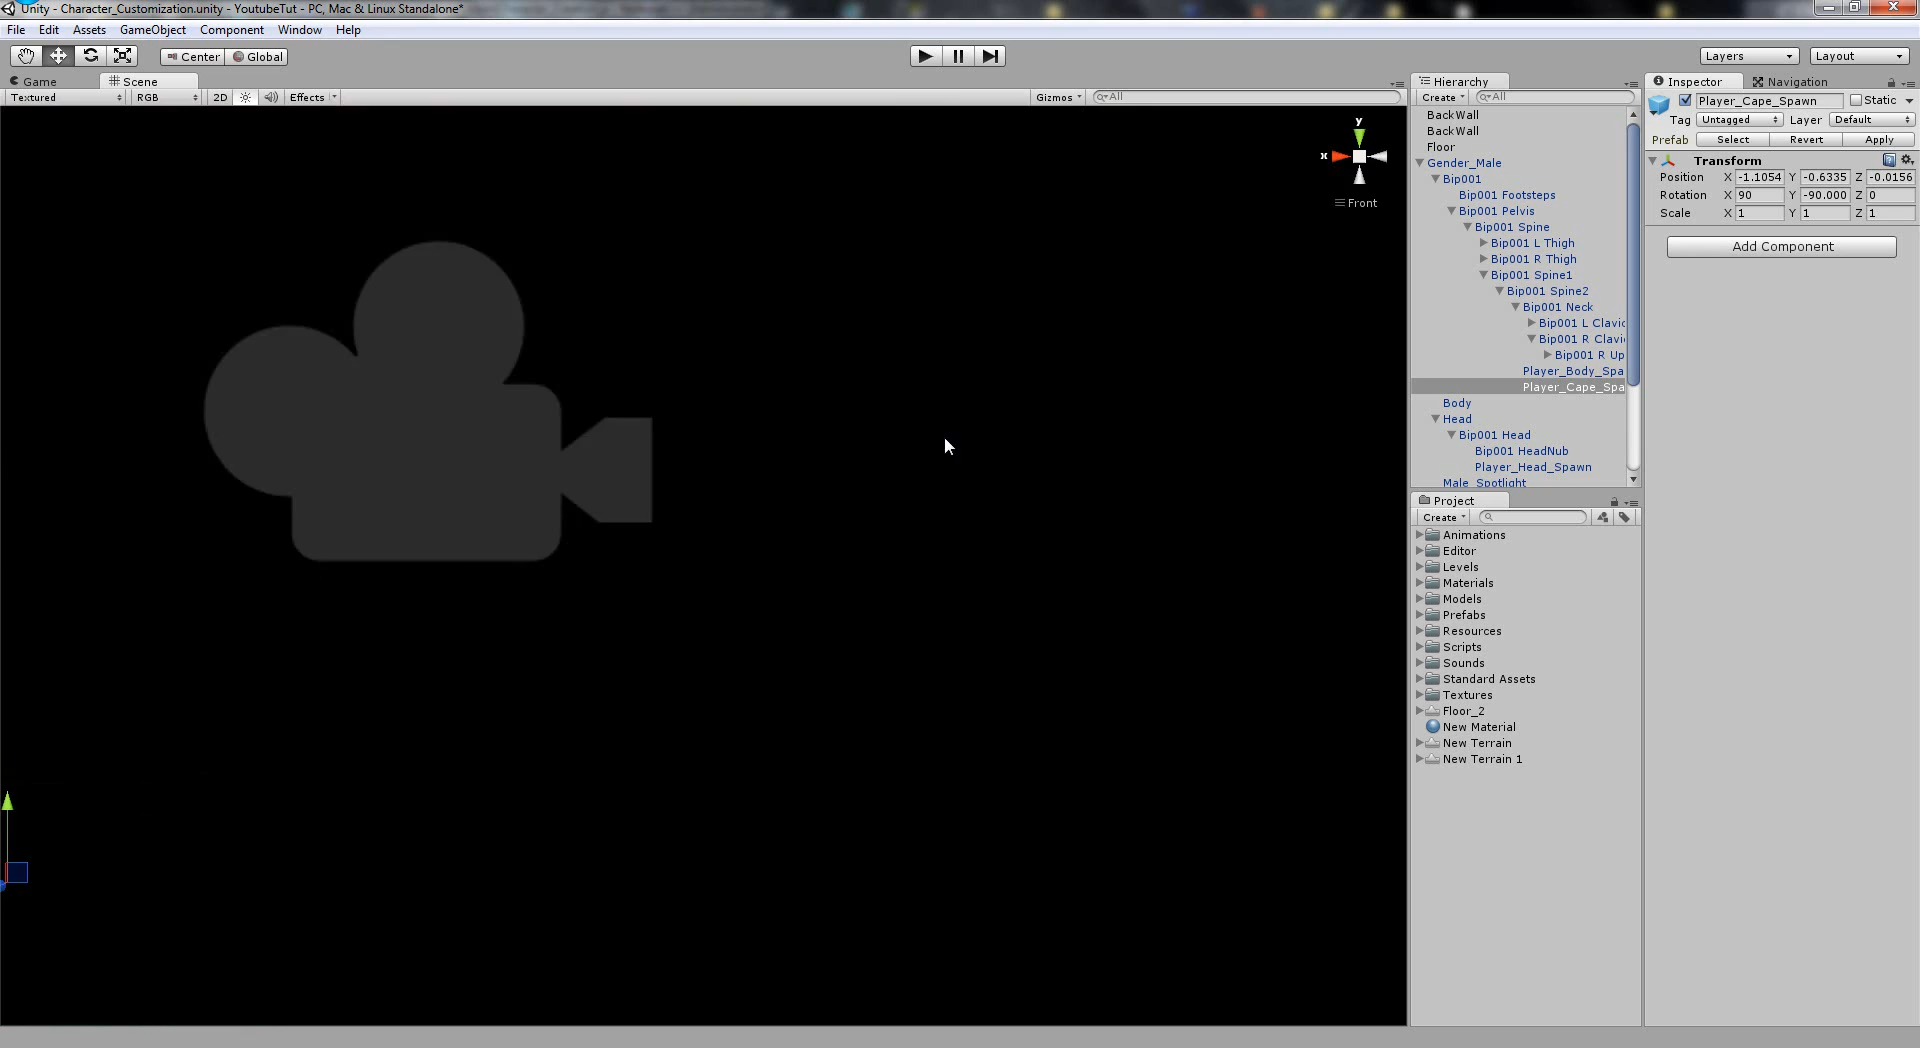 Unity - Character_Customization.unity - YoutubeTut - PC, Mac & Linux Standalone*
File Edit Assets GameObject Component Window Help
Center Global Layers Layout
Game Scene
Textured RGB 2D Effects Gizmos All
y
x
Front
Hierarchy
Create All
BackWall
BackWall
Floor
Gender_Male
Bip001
Bip001 Footsteps
Bip001 Pelvis
Bip001 Spine
Bip001 L Thigh
Bip001 R Thigh
Bip001 Spine1
Bip001 Spine2
Bip001 Neck
Bip001 L Clavic
Bip001 R Clavi
Bip001 R Up
Player_Body_Spa
Player_Cape_Spa
Body
Head
Bip001 Head
Bip001 HeadNub
Player_Head_Spawn
Male_Spotlight
Project
Create
Animations
Editor
Levels
Materials
Models
Prefabs
Resources
Scripts
Sounds
Standard Assets
Textures
Floor_2
New Material
New Terrain
New Terrain 1
Inspector Navigation
Player_Cape_Spawn Static
Tag Untagged Layer Default
Prefab Select Revert Apply
Transform
Position X -1.1054 Y -0.6335 Z -0.0156
Rotation X 90 Y -90.000 Z 0
Scale X 1 Y 1 Z 1
Add Component